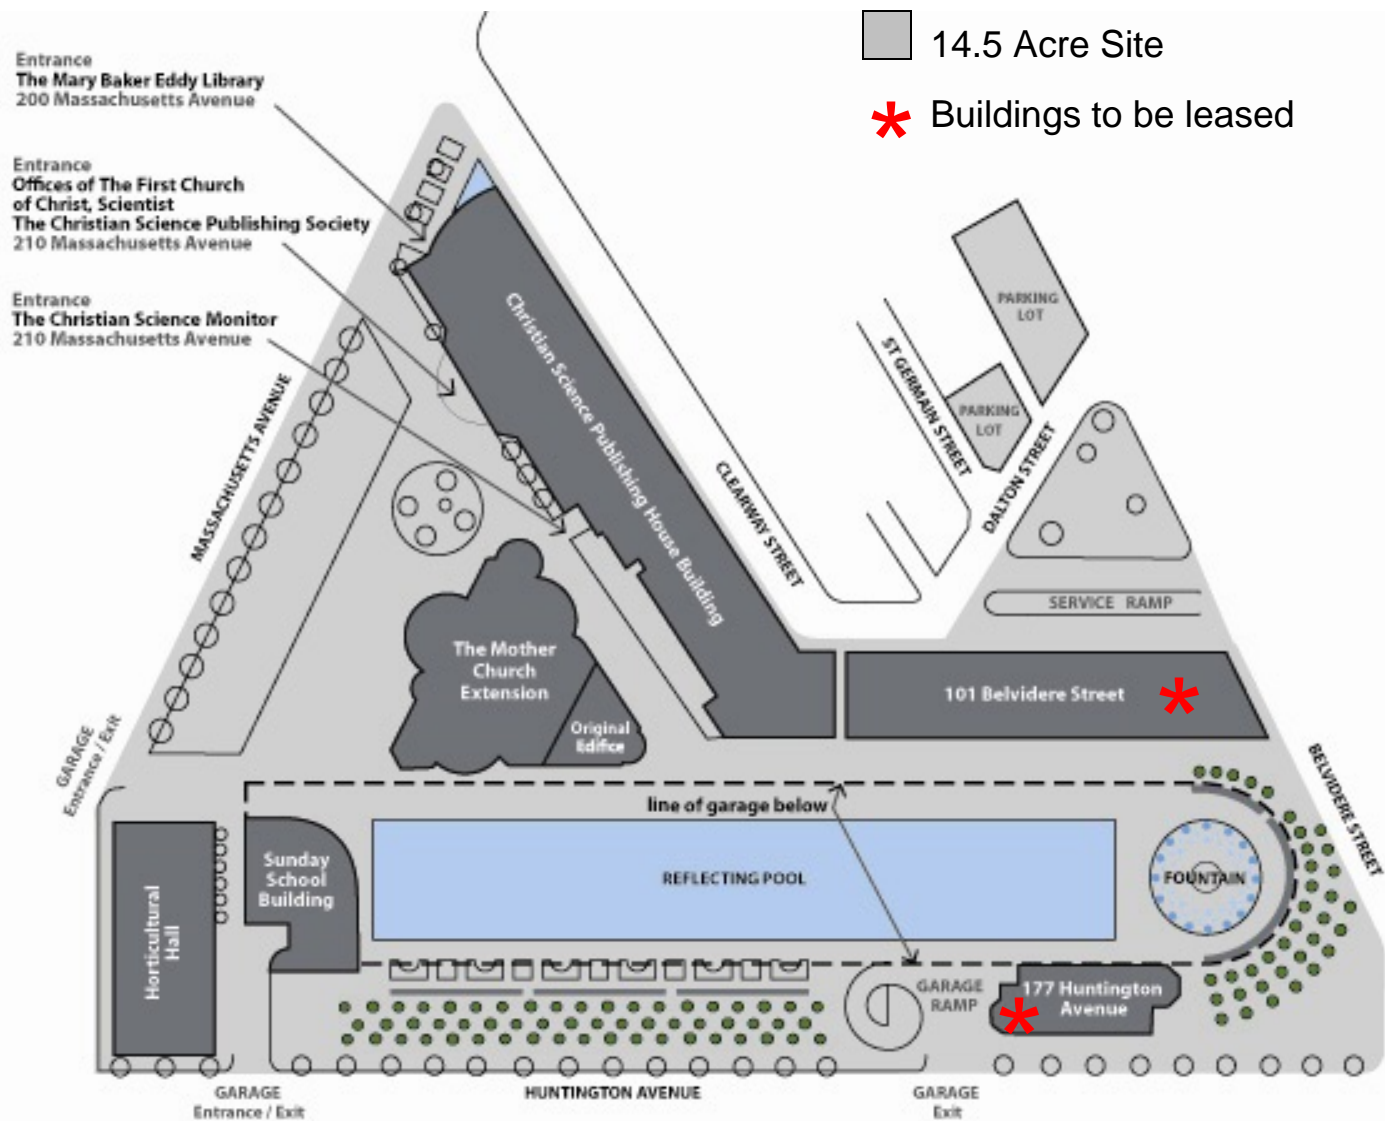 14.5 Acre Site
Buildings to be leased
Entrance
The Mary Baker Eddy Library
200 Massachusetts Avenue
Entrance
Offices of The First Church
of Christ, Scientist
The Christian Science Publishing Society
210 Massachusetts Avenue
Entrance
The Christian Science Monitor
210 Massachusetts Avenue
MASSACHUSETTS AVENUE
Christian Science Publishing House Building
CLEARWAY STREET
ST GERMAIN STREET
DALTON STREET
PARKING
LOT
PARKING
LOT
SERVICE RAMP
The Mother
Church
Extension
Original
Edifice
101 Belvidere Street
BELVIDERE STREET
GARAGE
Entrance / Exit
line of garage below
Horticultural
Hall
Sunday
School
Building
REFLECTING POOL
FOUNTAIN
GARAGE
RAMP
177 Huntington
Avenue
GARAGE
Entrance / Exit
HUNTINGTON AVENUE
GARAGE
Exit